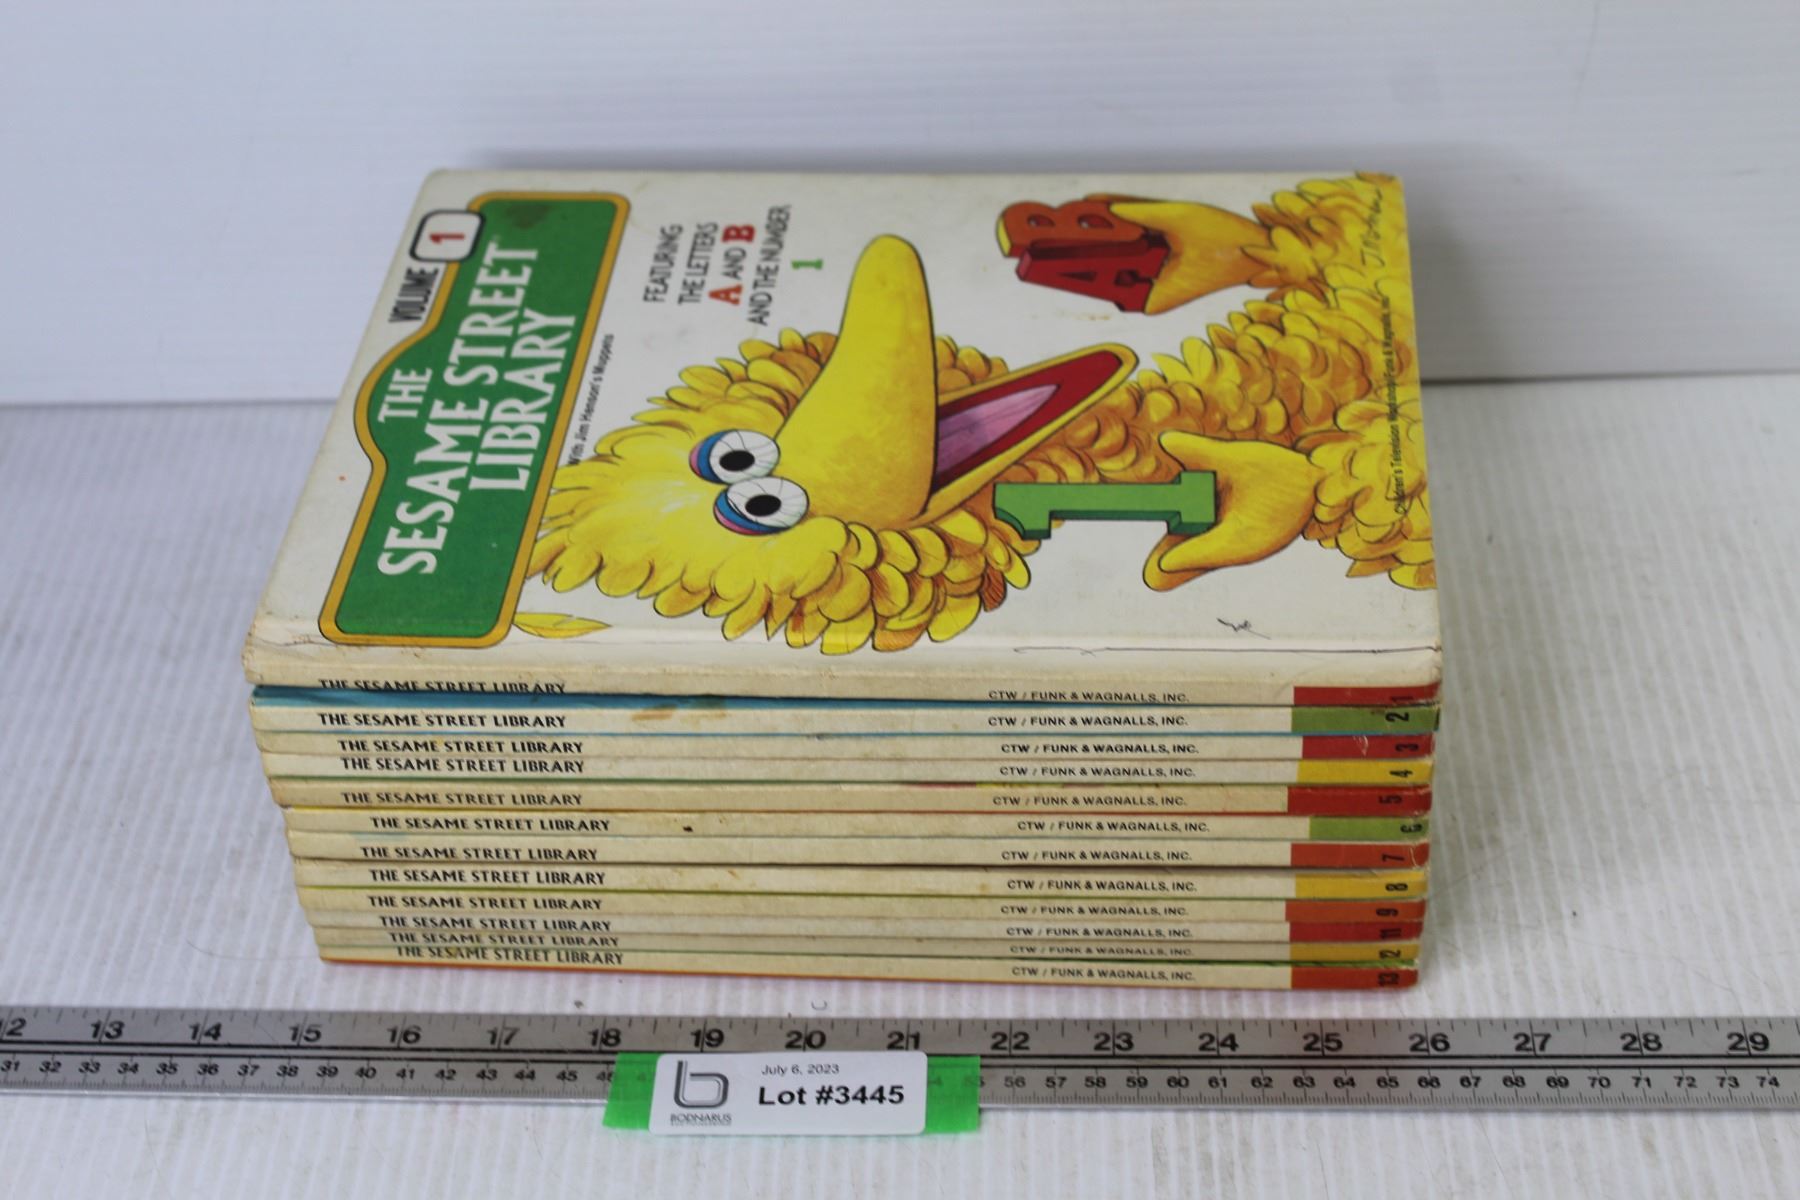 VOLUME 1
THE
SESAME STREET
LIBRARY
With Jim Henson's Muppets
FEATURING
THE LETTERS
A AND B
AND THE NUMBER
1
B
A
1
THE SESAME STREET LIBRARY CTW / FUNK & WAGNALLS, INC. 1
THE SESAME STREET LIBRARY CTW / FUNK & WAGNALLS, INC. 2
THE SESAME STREET LIBRARY CTW / FUNK & WAGNALLS, INC. 3
THE SESAME STREET LIBRARY CTW / FUNK & WAGNALLS, INC. 4
THE SESAME STREET LIBRARY CTW / FUNK & WAGNALLS, INC. 5
THE SESAME STREET LIBRARY CTW / FUNK & WAGNALLS, INC. 6
THE SESAME STREET LIBRARY CTW / FUNK & WAGNALLS, INC. 7
THE SESAME STREET LIBRARY CTW / FUNK & WAGNALLS, INC. 8
THE SESAME STREET LIBRARY CTW / FUNK & WAGNALLS, INC. 9
THE SESAME STREET LIBRARY CTW / FUNK & WAGNALLS, INC. 11
THE SESAME STREET LIBRARY CTW / FUNK & WAGNALLS, INC. 12
THE SESAME STREET LIBRARY CTW / FUNK & WAGNALLS, INC. 13
12 13 14 15 16 17 18 19 20 21 22 23 24 25 26 27 28 29
31 32 33 34 35 36 37 38 39 40 41 42 43 44 45 46 56 57 58 59 60 61 62 63 64 65 66 67 68 69 70 71 72 73 74
July 6, 2023
Lot #3445
BODNARUS